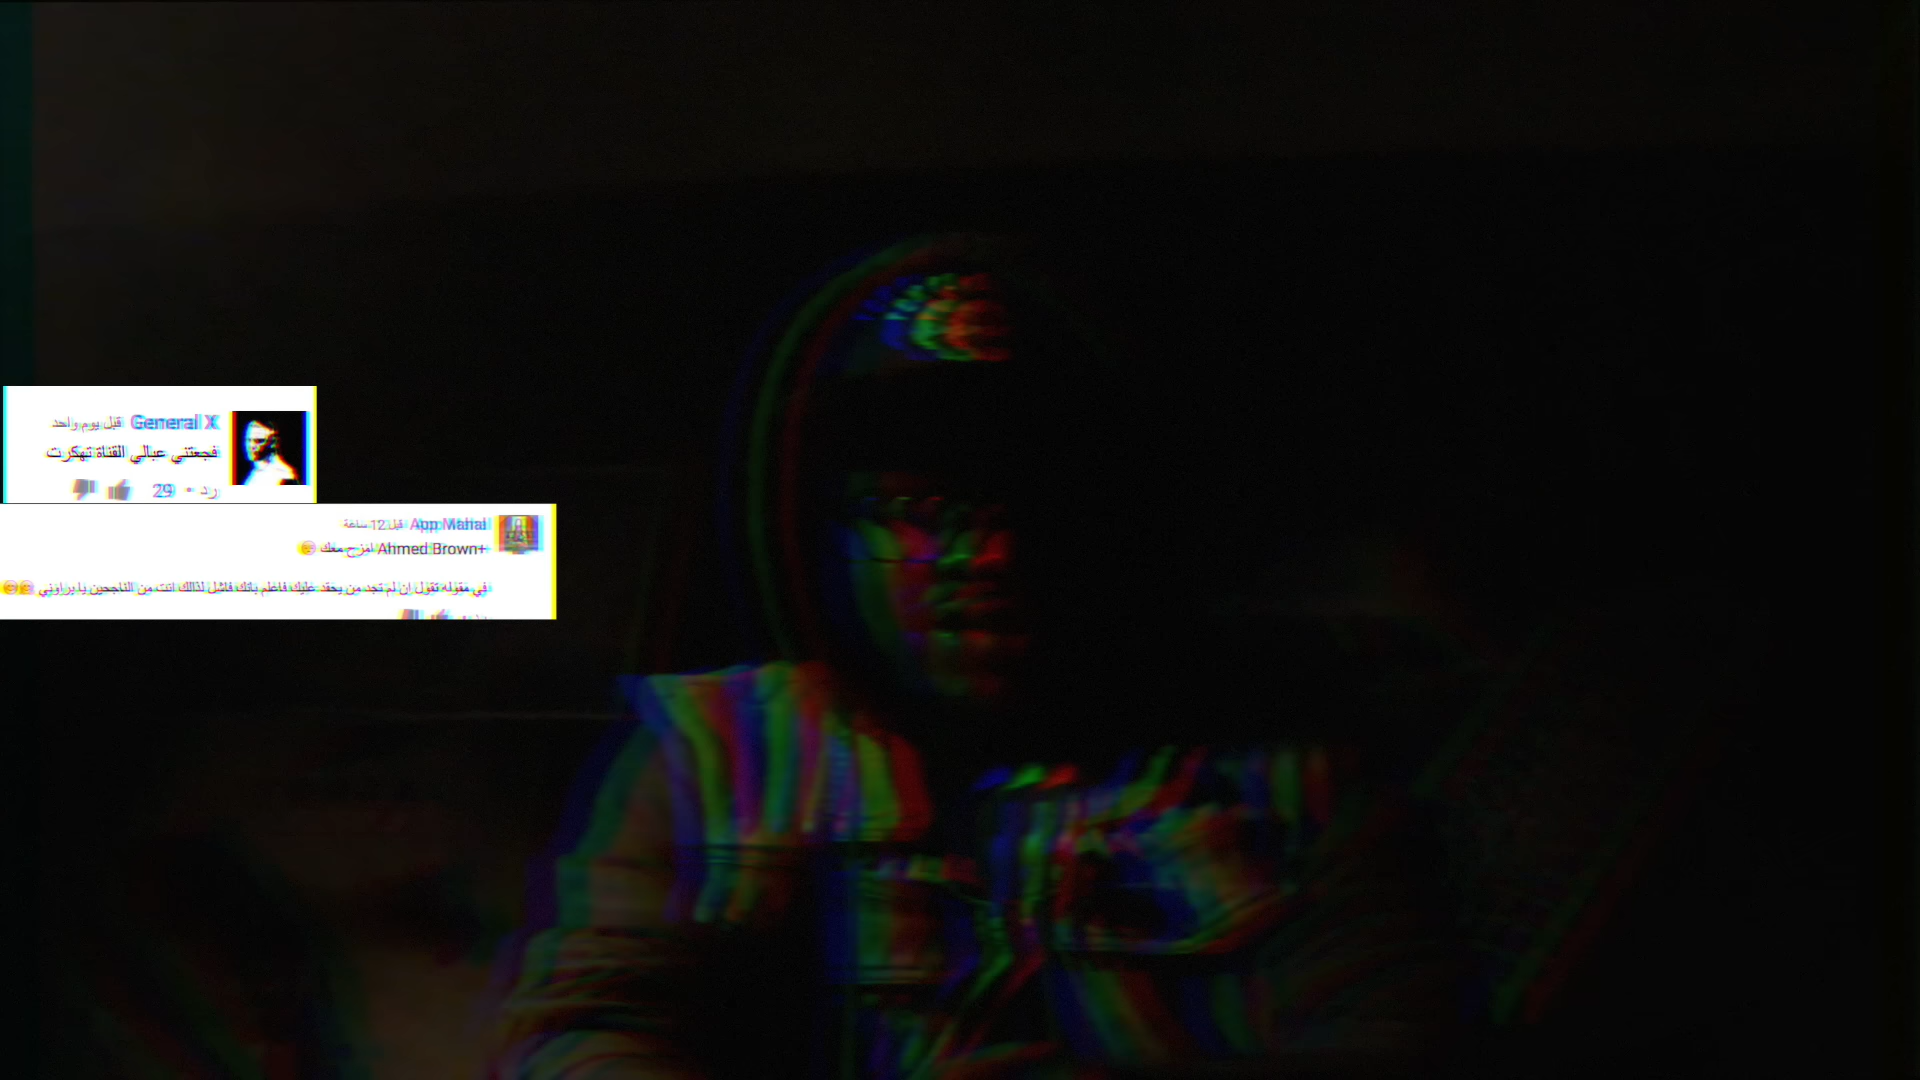 General X قبل يوم واحد
فجعتني عبالي القناة تهكرت
رد • 29
App Mahal قبل 12 ساعة
+Ahmed Brown امزح معك 😊
في مقوله تقول ان لم تجد من يحقد عليك فاعلم بانك فاشل لذالك انت من الناجحين يا براوني